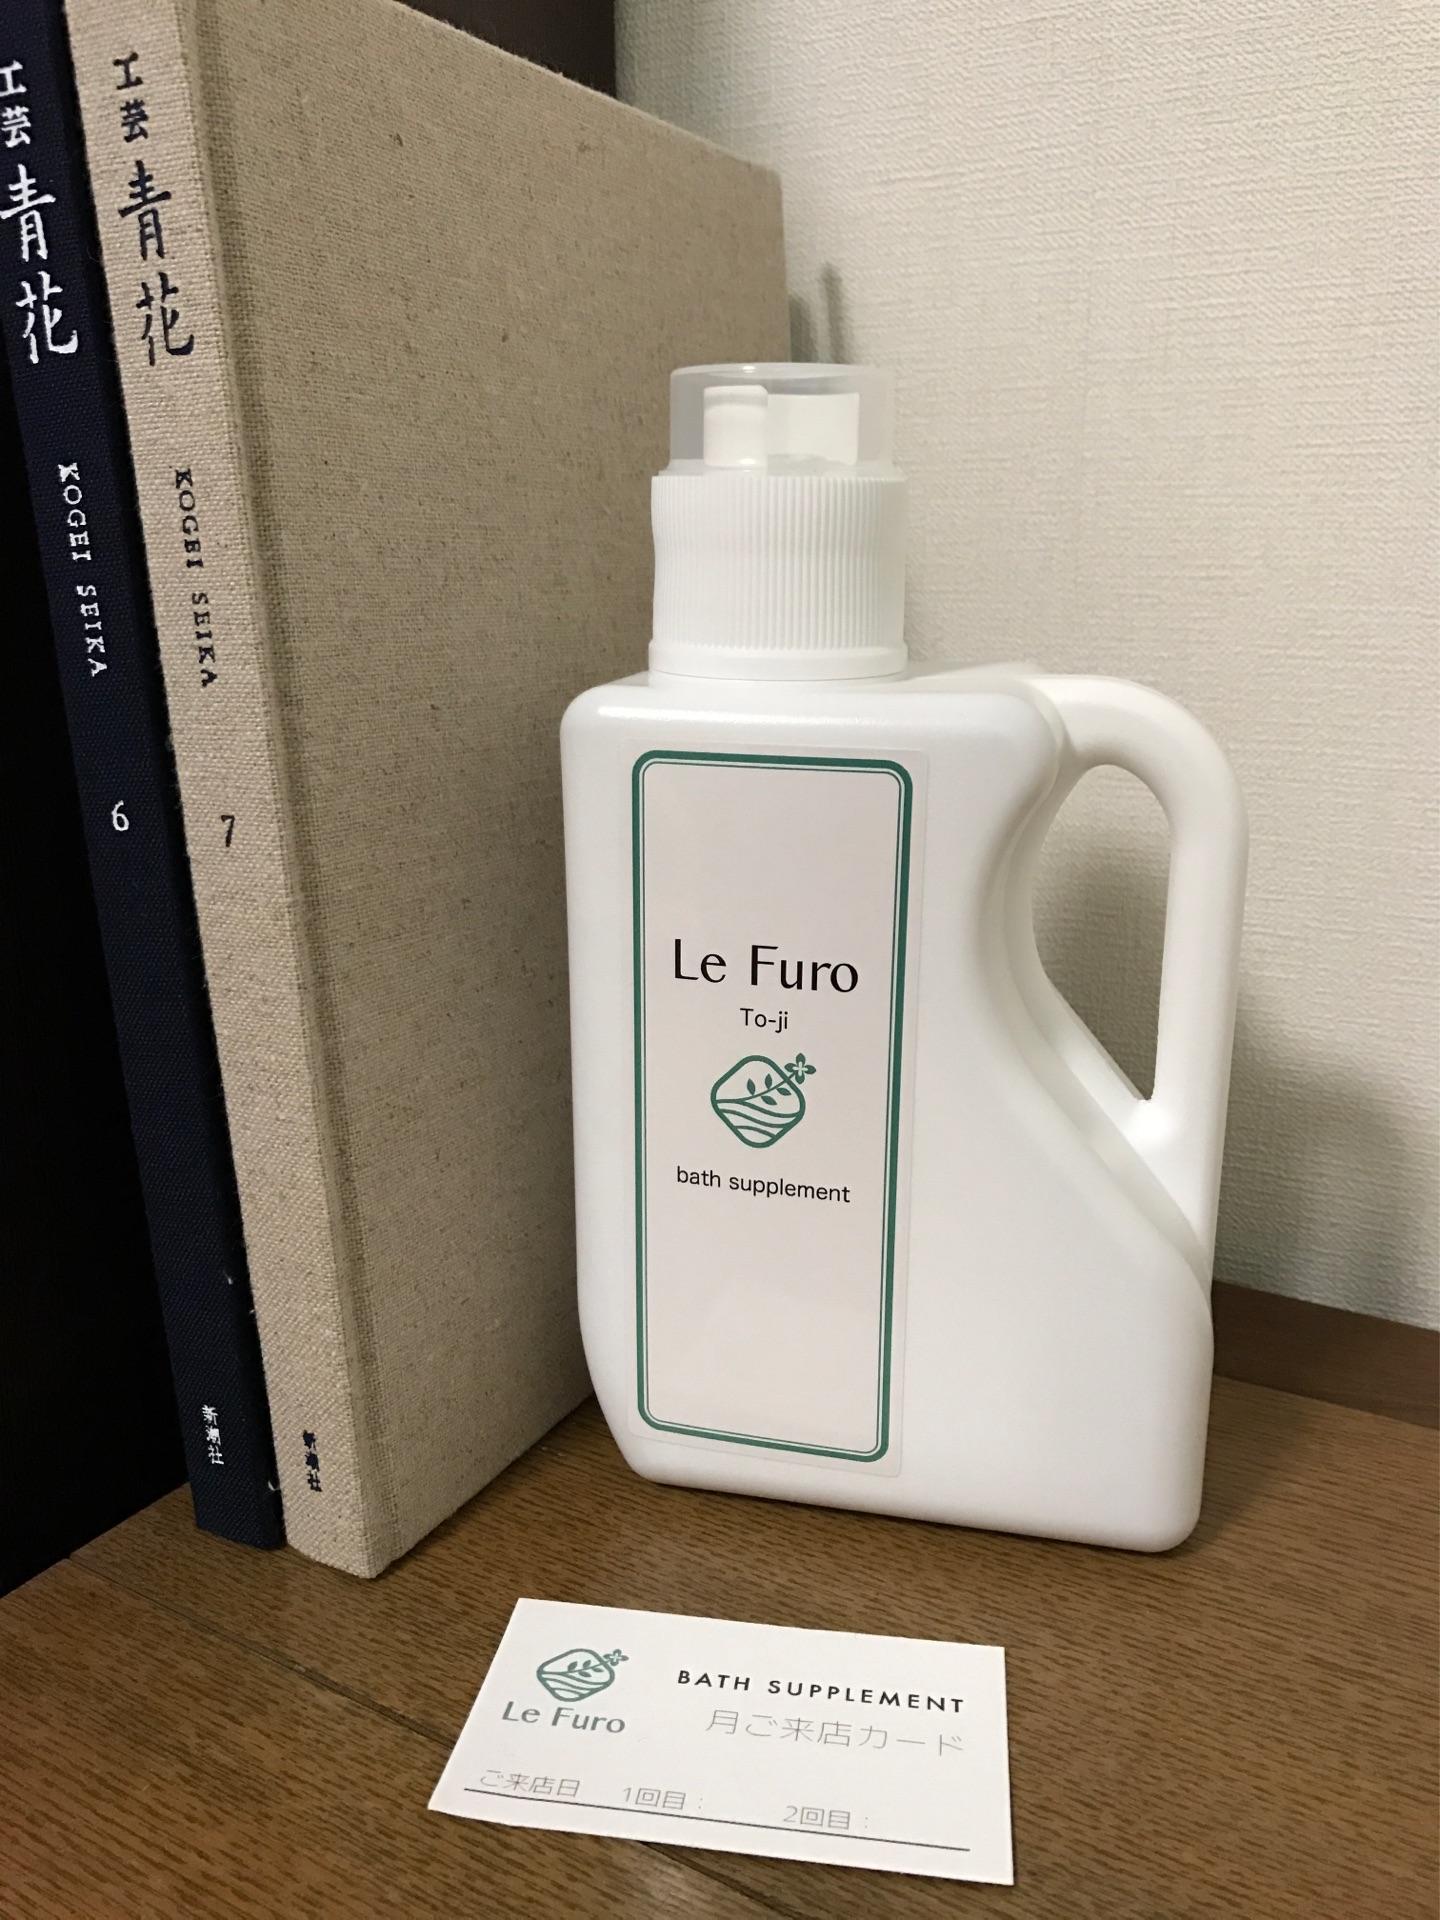 工芸青花
KOGEI SEIKA
6
新潮社
工芸青花
KOGEI SEIKA
7
新潮社
Le Furo
To-ji
bath supplement
Le Furo
BATH SUPPLEMENT
月ご来店カード
ご来店日 1回目: 2回目: